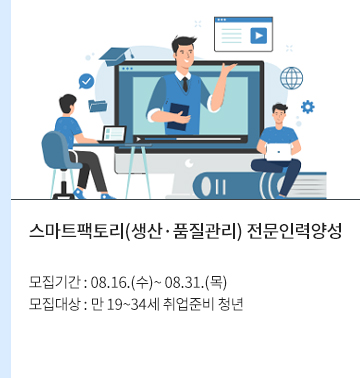 스마트팩토리(생산·품질관리) 전문인력양성
모집기간 : 08.16.(수)~ 08.31.(목)
모집대상 : 만 19~34세 취업준비 청년